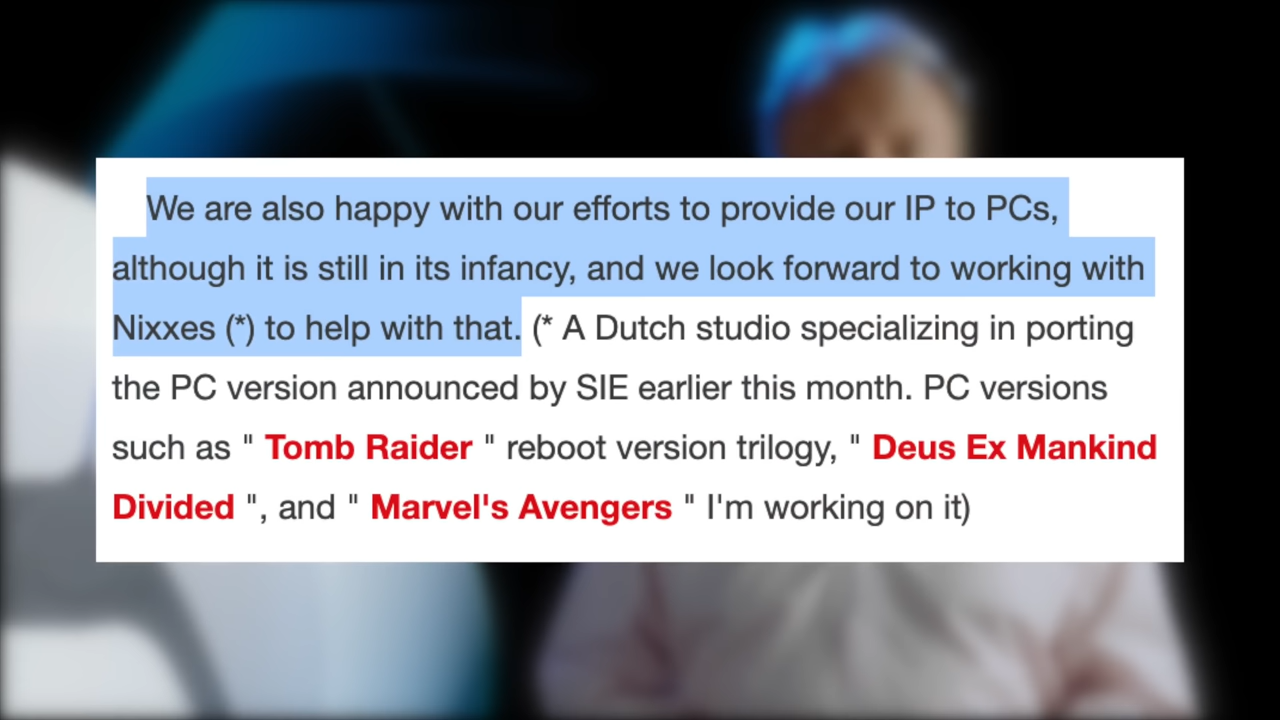 We are also happy with our efforts to provide our IP to PCs,
although it is still in its infancy, and we look forward to working with
Nixxes (*) to help with that. (* A Dutch studio specializing in porting
the PC version announced by SIE earlier this month. PC versions
such as " Tomb Raider " reboot version trilogy, " Deus Ex Mankind
Divided ", and " Marvel's Avengers " I'm working on it)